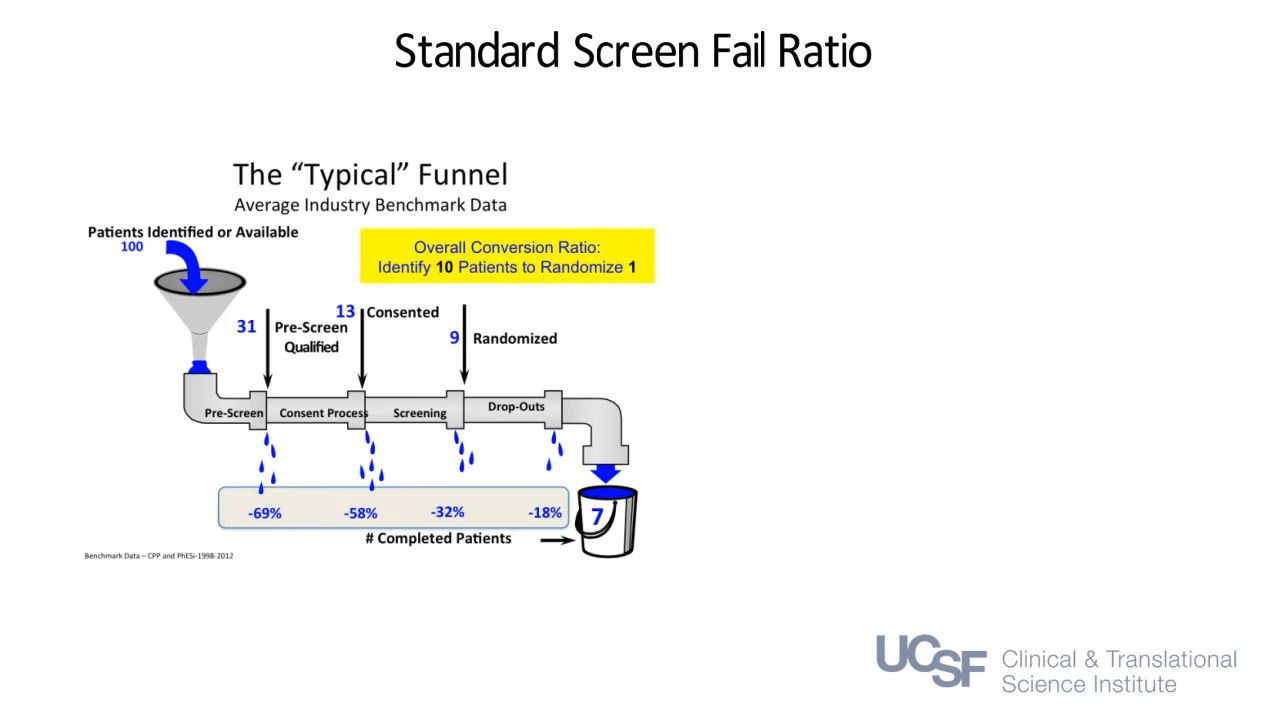 Standard Screen Fail Ratio
The “Typical” Funnel
Average Industry Benchmark Data
Patients Identified or Available
100
Overall Conversion Ratio:
Identify 10 Patients to Randomize 1
31
Pre-Screen
Qualified
13
Consented
9
Randomized
Pre-Screen
Consent Process
Screening
Drop-Outs
-69%
-58%
-32%
-18%
7
# Completed Patients
Benchmark Data – CPP and PhESi-1998-2012
UCSF
Clinical & Translational
Science Institute